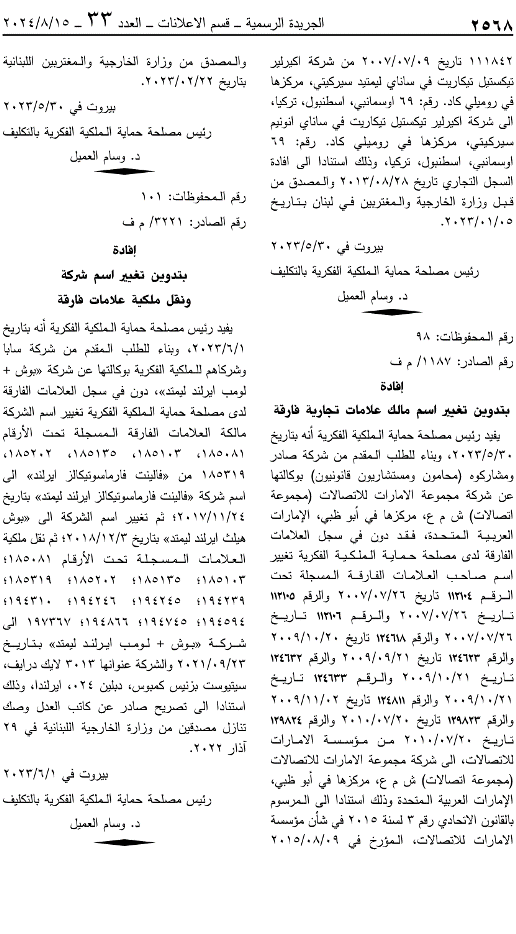 ٢٥٦٨
الجريدة الرسمية ــ قسم الاعلانات ــ العدد ٣٣ ــ ٢٠٢٤/٨/١٥
١١١٨٤٢ تاريخ ٢٠٠٧/٠٧/٠٩ من شركة اكيرلير
تيكستيل تيكاريت في ساناي ليمتيد سيركيتي، مركزها
في روميلي كاد. رقم: ٦٩ اوسمانبي، اسطنبول، تركيا،
الى شركة اكيرلير تيكستيل تيكاريت في ساناي انونيم
سيركيتي، مركزها في روميلي كاد. رقم: ٦٩
اوسمانبي، اسطنبول، تركيا، وذلك استنادا الى افادة
السجل التجاري تاريخ ٢٠١٣/٠٨/٢٨ والمصدق من
قبل وزارة الخارجية والمغتربين في لبنان بتاريخ
٢٠٢٣/٠١/٠٥.
بيروت في ٢٠٢٣/٥/٣٠
رئيس مصلحة حماية الملكية الفكرية بالتكليف
د. وسام العميل
رقم المحفوظات: ٩٨
رقم الصادر: ١١٨٧/ م ف
إفادة
بتدوين تغيير اسم مالك علامات تجارية فارقة
يفيد رئيس مصلحة حماية الملكية الفكرية أنه بتاريخ
٢٠٢٣/٥/٣٠، وبناء للطلب المقدم من شركة صادر
ومشاركوه (محامون ومستشاريون قانونيون) بوكالتها
عن شركة مجموعة الامارات للاتصالات (مجموعة
اتصالات) ش م ع، مركزها في أبو ظبي، الإمارات
العربية المتحدة، فقد دون في سجل العلامات
الفارقة لدى مصلحة حماية الملكية الفكرية تغيير
اسم صاحب العلامات الفارقة المسجلة تحت
الرقم ١١٣١٠٤ تاريخ ٢٠٠٧/٠٧/٢٦ والرقم ١١٣١٠٥
تاريخ ٢٠٠٧/٠٧/٢٦ والرقم ١١٣١٠٦ تاريخ
٢٠٠٧/٠٧/٢٦ والرقم ١٢٤٦١٨ تاريخ ٢٠٠٩/١٠/٢٠
والرقم ١٢٤٦٢٣ تاريخ ٢٠٠٩/٠٩/٢١ والرقم ١٢٤٦٣٢
تاريخ ٢٠٠٩/١٠/٢١ والرقم ١٢٤٦٣٣ تاريخ
٢٠٠٩/١٠/٢١ والرقم ١٢٤٨١١ تاريخ ٢٠٠٩/١١/٠٢
والرقم ١٢٩٨٢٣ تاريخ ٢٠١٠/٠٧/٢٠ والرقم ١٢٩٨٢٤
تاريخ ٢٠١٠/٠٧/٢٠ من مؤسسة الامارات
للاتصالات، الى شركة مجموعة الامارات للاتصالات
(مجموعة اتصالات) ش م ع، مركزها في أبو ظبي،
الإمارات العربية المتحدة وذلك استنادا الى المرسوم
بالقانون الاتحادي رقم ٣ لسنة ٢٠١٥ في شأن مؤسسة
الامارات للاتصالات، المؤرخ في ٢٠١٥/٠٨/٠٩
والمصدق من وزارة الخارجية والمغتربين اللبنانية
بتاريخ ٢٠٢٣/٠٢/٢٢.
بيروت في ٢٠٢٣/٥/٣٠
رئيس مصلحة حماية الملكية الفكرية بالتكليف
د. وسام العميل
رقم المحفوظات: ١٠١
رقم الصادر: ٣٢٢١/ م ف
إفادة
بتدوين تغيير اسم شركة
ونقل ملكية علامات فارقة
يفيد رئيس مصلحة حماية الملكية الفكرية أنه بتاريخ
٢٠٢٣/٦/١، وبناء للطلب المقدم من شركة سابا
وشركاهم للملكية الفكرية بوكالتها عن شركة «بوش +
لومب ايرلند ليمتد»، دون في سجل العلامات الفارقة
لدى مصلحة حماية الملكية الفكرية تغيير اسم الشركة
مالكة العلامات الفارقة المسجلة تحت الأرقام
١٨٥٠٨١، ١٨٥١٠٣، ١٨٥١٣٥، ١٨٥٢٠٢،
١٨٥٣١٩ من «فالينت فارماسوتيكالز ايرلند» الى
اسم شركة «فالينت فارماسوتيكالز ايرلند ليمتد» بتاريخ
٢٠١٧/١١/٢٤؛ ثم تغيير اسم الشركة الى «بوش
هيلث ايرلند ليمتد» بتاريخ ٢٠١٨/١٢/٣؛ ثم نقل ملكية
العلامات المسجلة تحت الأرقام ١٨٥٠٨١؛
١٨٥١٠٣؛ ١٨٥١٣٥؛ ١٨٥٢٠٢؛ ١٨٥٣١٩؛
١٩٤٢٣٩؛ ١٩٤٢٤٥؛ ١٩٤٢٤٦؛ ١٩٤٣١٠؛
١٩٤٥٩٤؛ ١٩٤٧٤٥؛ ١٩٤٨٦٦؛ ١٩٧٣٦٧ الى
شركة «بوش + لومب ايرلند ليمتد» بتاريخ
٢٠٢١/٠٩/٢٣ والشركة عنوانها ٣٠١٣ لايك درايف،
سيتيوست بزنيس كمبوس، دبلين ٠٢٤، ايرلندا، وذلك
استنادا الى تصريح صادر عن كاتب العدل وصك
تنازل مصدقين من وزارة الخارجية اللبنانية في ٢٩
آذار ٢٠٢٢.
بيروت في ٢٠٢٣/٦/١
رئيس مصلحة حماية الملكية الفكرية بالتكليف
د. وسام العميل